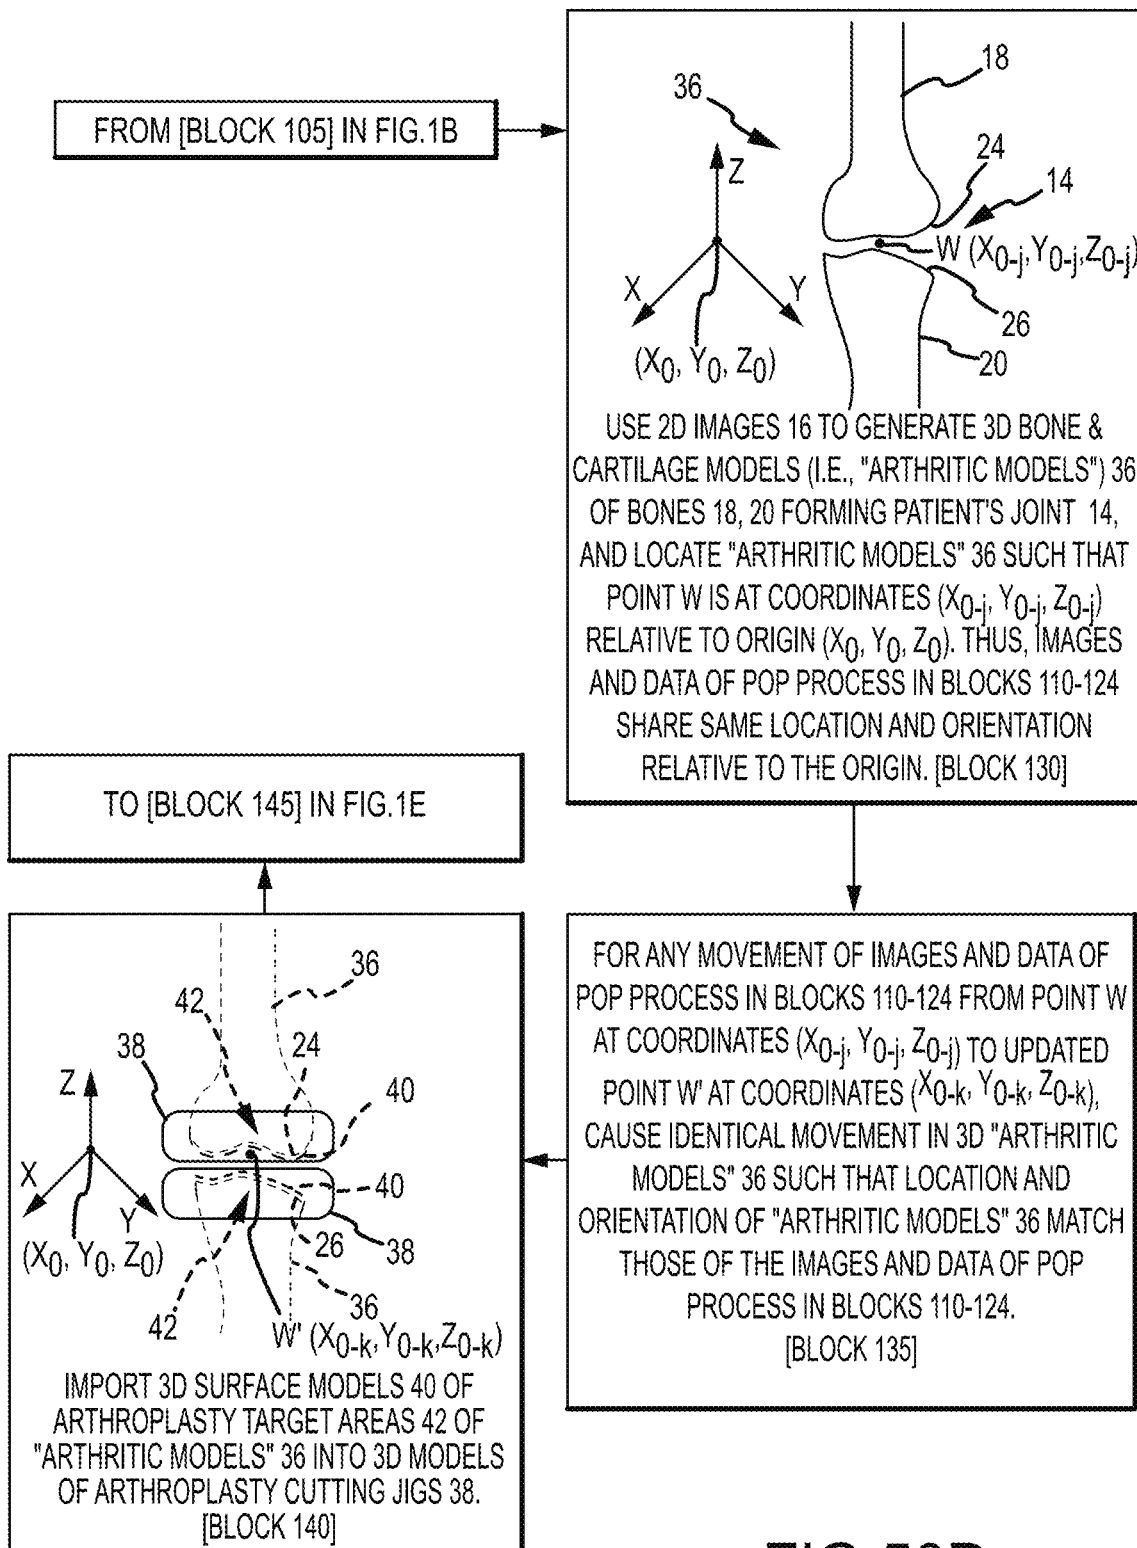 FROM [BLOCK 105] IN FIG.1B
36
18
24
14
Z
W (X0-j,Y0-j,Z0-j)
X
Y
26
(X0, Y0, Z0)
20
USE 2D IMAGES 16 TO GENERATE 3D BONE &
CARTILAGE MODELS (I.E., "ARTHRITIC MODELS") 36
OF BONES 18, 20 FORMING PATIENT'S JOINT 14,
AND LOCATE "ARTHRITIC MODELS" 36 SUCH THAT
POINT W IS AT COORDINATES (X0-j, Y0-j, Z0-j)
RELATIVE TO ORIGIN (X0, Y0, Z0). THUS, IMAGES
AND DATA OF POP PROCESS IN BLOCKS 110-124
SHARE SAME LOCATION AND ORIENTATION
RELATIVE TO THE ORIGIN. [BLOCK 130]
FOR ANY MOVEMENT OF IMAGES AND DATA OF
POP PROCESS IN BLOCKS 110-124 FROM POINT W
AT COORDINATES (X0-j, Y0-j, Z0-j) TO UPDATED
POINT W' AT COORDINATES (X0-k, Y0-k, Z0-k),
CAUSE IDENTICAL MOVEMENT IN 3D "ARTHRITIC
MODELS" 36 SUCH THAT LOCATION AND
ORIENTATION OF "ARTHRITIC MODELS" 36 MATCH
THOSE OF THE IMAGES AND DATA OF POP
PROCESS IN BLOCKS 110-124.
[BLOCK 135]
36
42
38
24
Z
40
X
40
Y
(X0, Y0, Z0)
26
38
42
36
W' (X0-k,Y0-k,Z0-k)
IMPORT 3D SURFACE MODELS 40 OF
ARTHROPLASTY TARGET AREAS 42 OF
"ARTHRITIC MODELS" 36 INTO 3D MODELS
OF ARTHROPLASTY CUTTING JIGS 38.
[BLOCK 140]
TO [BLOCK 145] IN FIG.1E